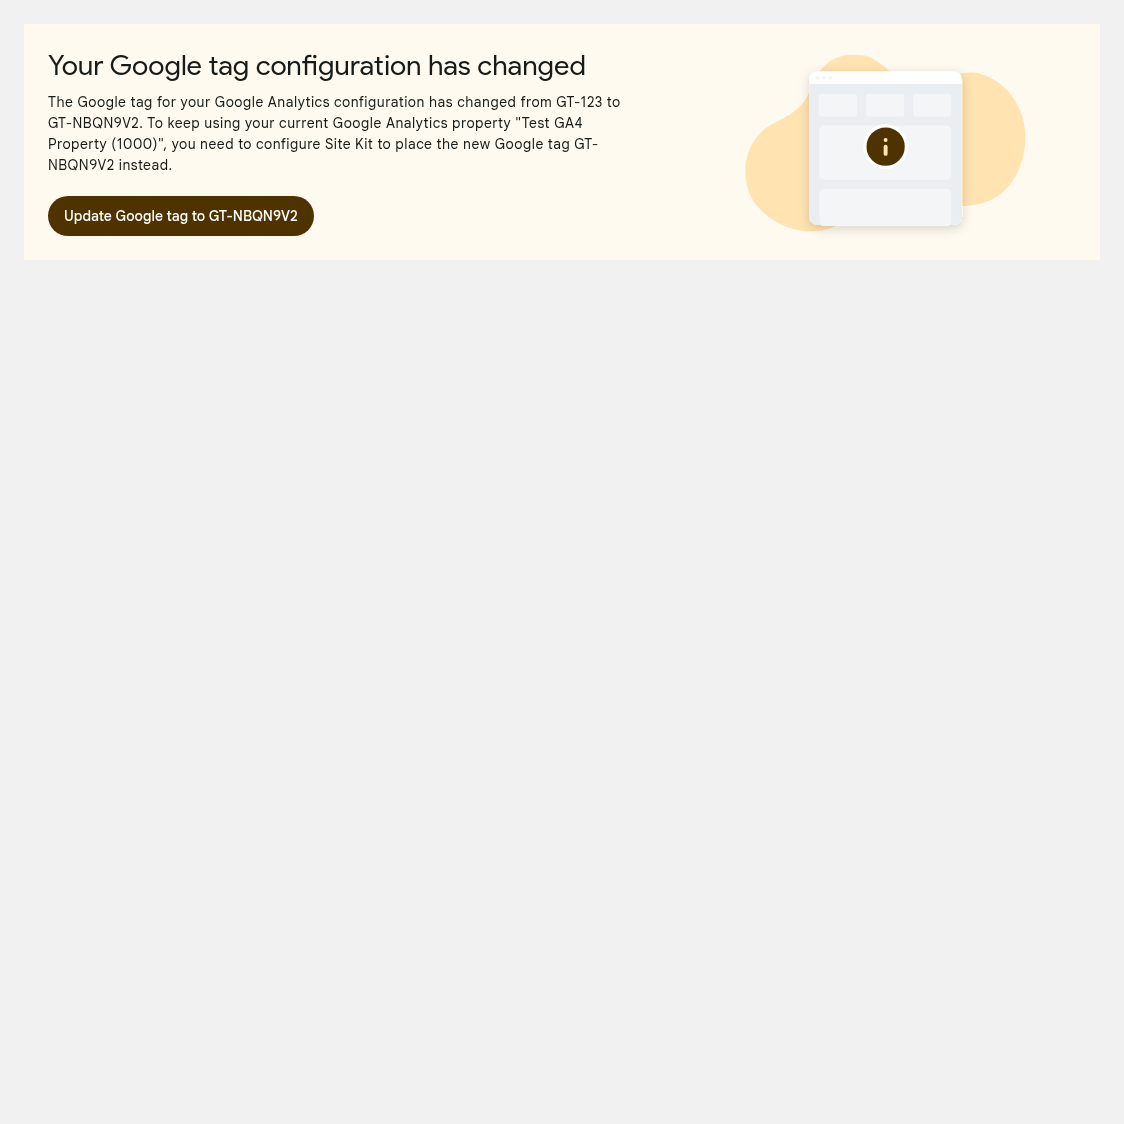 Your Google tag configuration has changed
The Google tag for your Google Analytics configuration has changed from GT-123 to
GT-NBQN9V2. To keep using your current Google Analytics property "Test GA4
Property (1000)", you need to configure Site Kit to place the new Google tag GT-
NBQN9V2 instead.
Update Google tag to GT-NBQN9V2